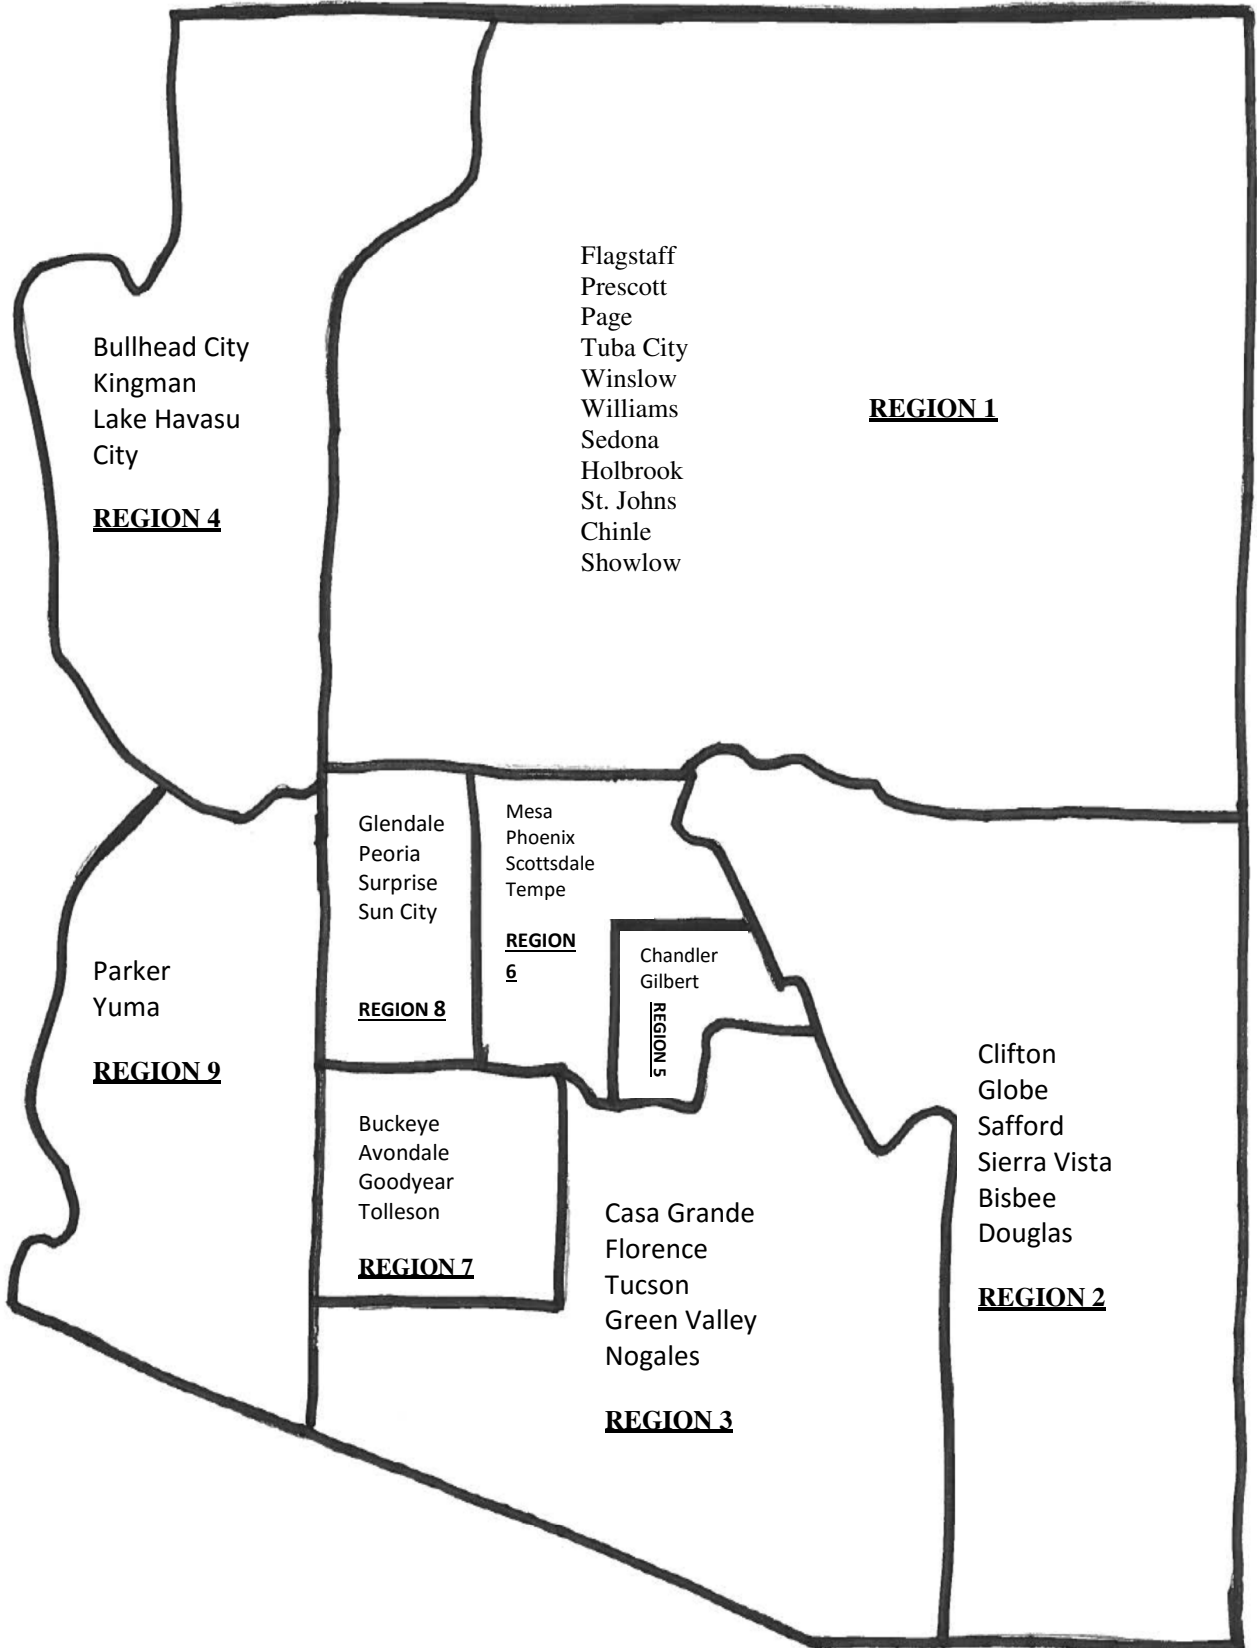 Flagstaff
Prescott
Page
Tuba City
Winslow
Williams
Sedona
Holbrook
St. Johns
Chinle
Showlow
REGION 1
Bullhead City
Kingman
Lake Havasu
City
REGION 4
Glendale
Peoria
Surprise
Sun City
REGION 8
Mesa
Phoenix
Scottsdale
Tempe
REGION
6
Chandler
Gilbert
REGION 5
Parker
Yuma
REGION 9
Buckeye
Avondale
Goodyear
Tolleson
REGION 7
Casa Grande
Florence
Tucson
Green Valley
Nogales
REGION 3
Clifton
Globe
Safford
Sierra Vista
Bisbee
Douglas
REGION 2